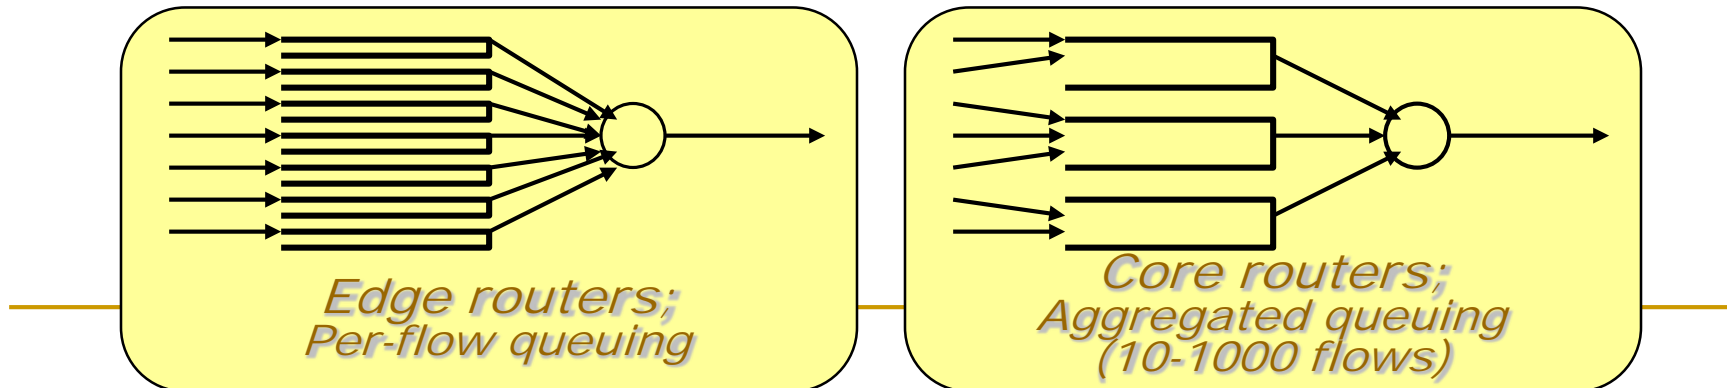 Edge routers;
Per-flow queuing
Core routers;
Aggregated queuing
(10-1000 flows)